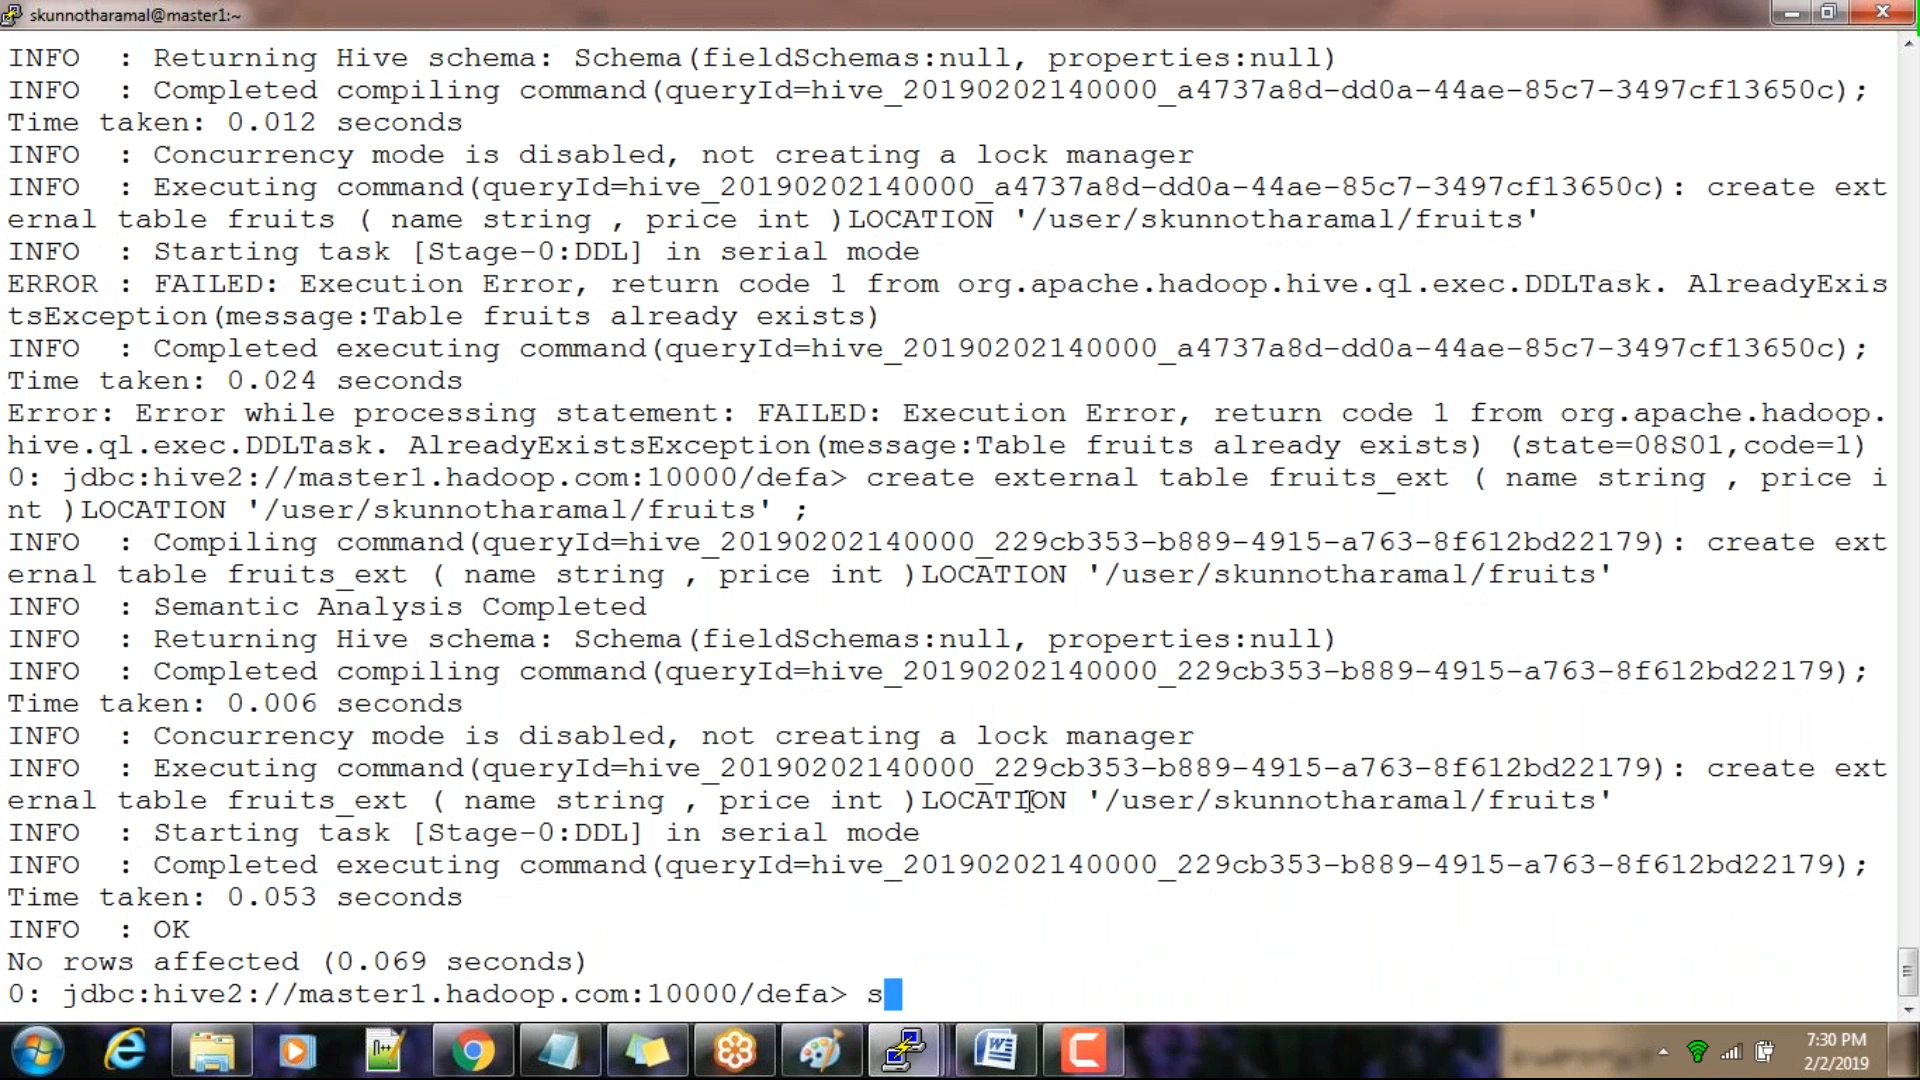 skunnotharamal@master1:~
INFO  : Returning Hive schema: Schema(fieldSchemas:null, properties:null)
INFO  : Completed compiling command(queryId=hive_20190202140000_a4737a8d-dd0a-44ae-85c7-3497cf13650c);
Time taken: 0.012 seconds
INFO  : Concurrency mode is disabled, not creating a lock manager
INFO  : Executing command(queryId=hive_20190202140000_a4737a8d-dd0a-44ae-85c7-3497cf13650c): create ext
ernal table fruits ( name string , price int )LOCATION '/user/skunnotharamal/fruits'
INFO  : Starting task [Stage-0:DDL] in serial mode
ERROR : FAILED: Execution Error, return code 1 from org.apache.hadoop.hive.ql.exec.DDLTask. AlreadyExis
tsException(message:Table fruits already exists)
INFO  : Completed executing command(queryId=hive_20190202140000_a4737a8d-dd0a-44ae-85c7-3497cf13650c);
Time taken: 0.024 seconds
Error: Error while processing statement: FAILED: Execution Error, return code 1 from org.apache.hadoop.
hive.ql.exec.DDLTask. AlreadyExistsException(message:Table fruits already exists) (state=08S01,code=1)
0: jdbc:hive2://master1.hadoop.com:10000/defa> create external table fruits_ext ( name string , price i
nt )LOCATION '/user/skunnotharamal/fruits' ;
INFO  : Compiling command(queryId=hive_20190202140000_229cb353-b889-4915-a763-8f612bd22179): create ext
ernal table fruits_ext ( name string , price int )LOCATION '/user/skunnotharamal/fruits'
INFO  : Semantic Analysis Completed
INFO  : Returning Hive schema: Schema(fieldSchemas:null, properties:null)
INFO  : Completed compiling command(queryId=hive_20190202140000_229cb353-b889-4915-a763-8f612bd22179);
Time taken: 0.006 seconds
INFO  : Concurrency mode is disabled, not creating a lock manager
INFO  : Executing command(queryId=hive_20190202140000_229cb353-b889-4915-a763-8f612bd22179): create ext
ernal table fruits_ext ( name string , price int )LOCATION '/user/skunnotharamal/fruits'
INFO  : Starting task [Stage-0:DDL] in serial mode
INFO  : Completed executing command(queryId=hive_20190202140000_229cb353-b889-4915-a763-8f612bd22179);
Time taken: 0.053 seconds
INFO  : OK
No rows affected (0.069 seconds)
0: jdbc:hive2://master1.hadoop.com:10000/defa> s
7:30 PM
2/2/2019